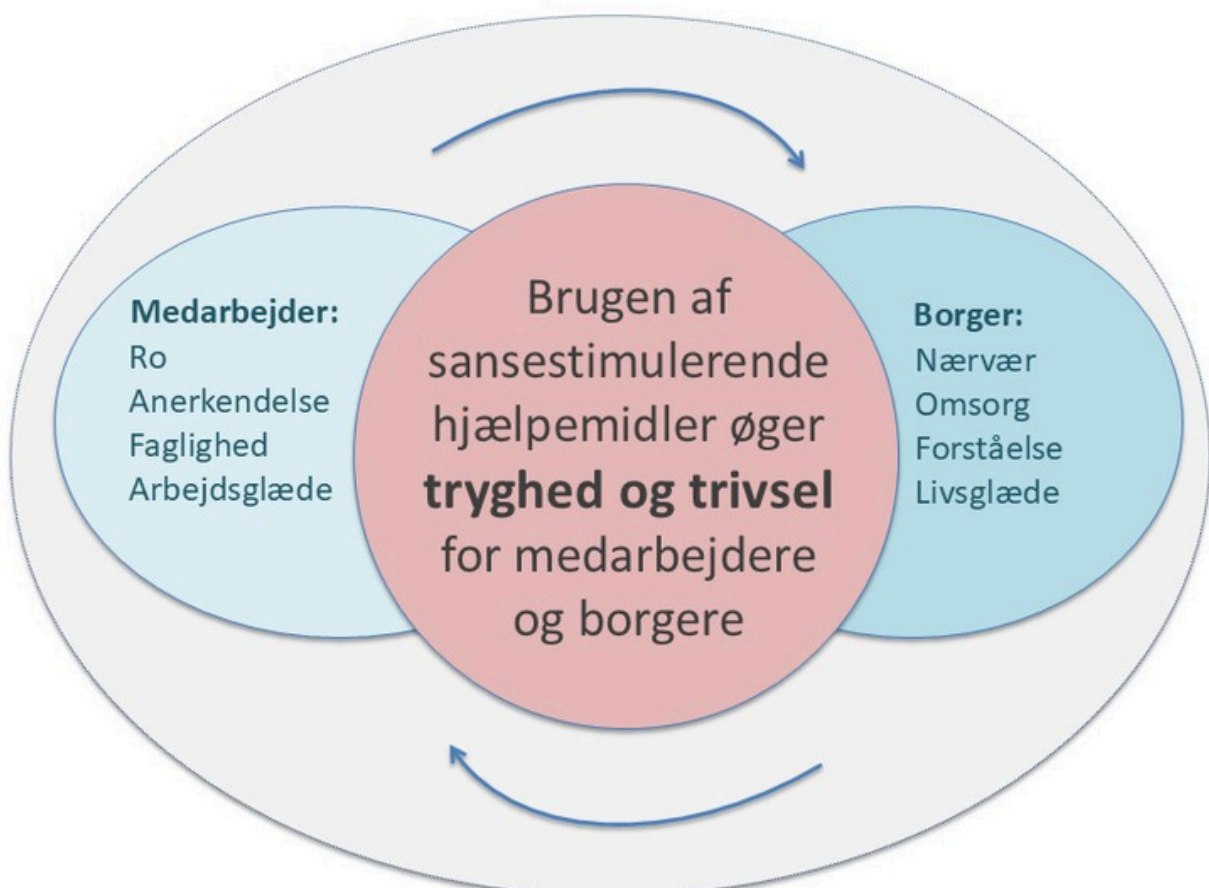 Medarbejder:
Ro
Anerkendelse
Faglighed
Arbejdsglæde
Brugen af
sansestimulerende
hjælpemidler øger
tryghed og trivsel
for medarbejdere
og borgere
Borger:
Nærvær
Omsorg
Forståelse
Livsglæde